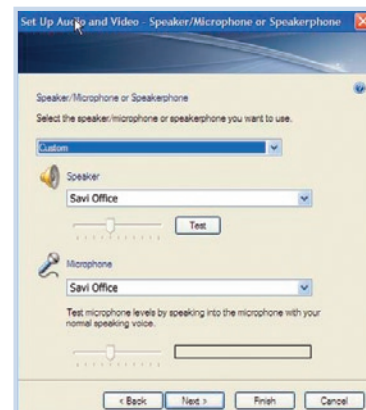 Set Up Audio and Video - Speaker/Microphone or Speakerphone
Speaker/Microphone or Speakerphone
Select the speaker/microphone or speakerphone you want to use.
Custom
Speaker
Savi Office
Test
Microphone
Savi Office
Test microphone levels by speaking into the microphone with your
normal speaking voice.
< Back Next > Finish Cancel